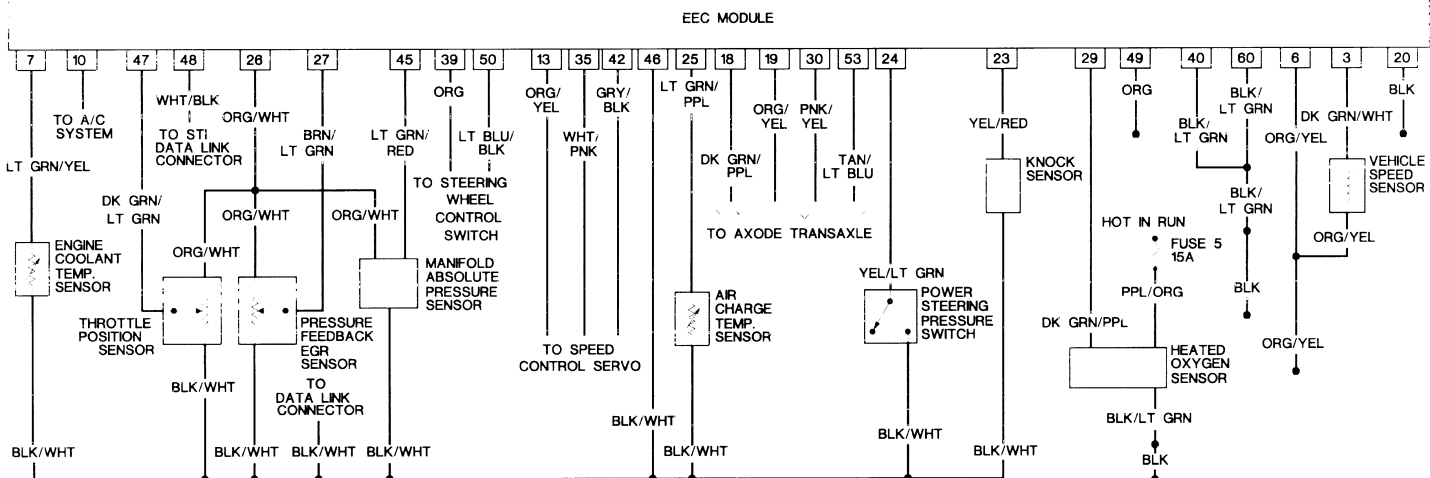 EEC MODULE
7 10 47 48 26 27 45 39 50 13 35 42 46 25 18 19 30 53 24 23 29 49 40 60 6 3 20
TO A/C
SYSTEM
WHT/BLK
TO STI
DATA LINK
CONNECTOR
ORG/WHT
BRN/
LT GRN
LT GRN/
RED
ORG
LT BLU/
BLK
ORG/
YEL
WHT/
PNK
GRY/
BLK
LT GRN/
PPL
DK GRN/
PPL
ORG/
YEL
PNK/
YEL
TAN/
LT BLU
YEL/RED
ORG
BLK/
LT GRN
BLK/
LT GRN
ORG/YEL
DK GRN/WHT
BLK
LT GRN/YEL
DK GRN/
LT GRN
ORG/WHT
ORG/WHT
ORG/WHT
TO STEERING
WHEEL
CONTROL
SWITCH
TO AXODE TRANSAXLE
KNOCK
SENSOR
BLK/
LT GRN
VEHICLE
SPEED
SENSOR
ORG/YEL
HOT IN RUN
FUSE 5
15A
ENGINE
COOLANT
TEMP.
SENSOR
THROTTLE
POSITION
SENSOR
PRESSURE
FEEDBACK
EGR
SENSOR
MANIFOLD
ABSOLUTE
PRESSURE
SENSOR
TO SPEED
CONTROL SERVO
AIR
CHARGE
TEMP.
SENSOR
YEL/LT GRN
POWER
STEERING
PRESSURE
SWITCH
PPL/ORG
BLK
DK GRN/PPL
HEATED
OXYGEN
SENSOR
ORG/YEL
BLK/WHT
TO
DATA LINK
CONNECTOR
BLK/WHT
BLK/WHT
BLK/LT GRN
BLK/WHT
BLK/WHT
BLK/WHT
BLK/WHT
BLK/WHT
BLK/WHT
BLK